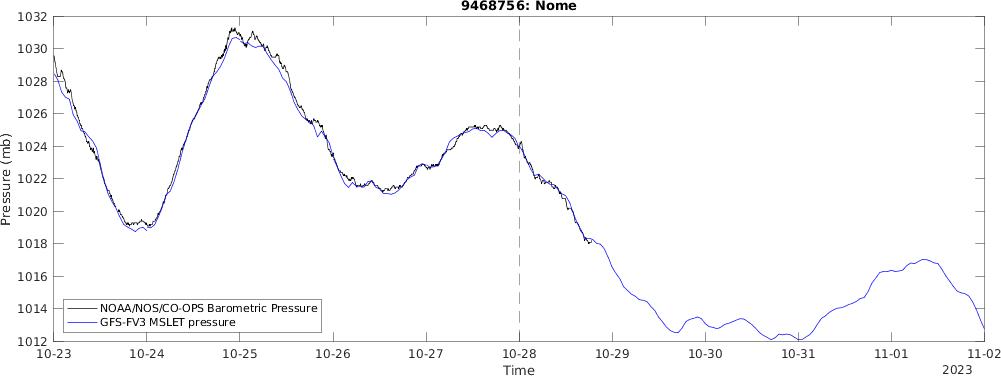 9468756: Nome
1032
1030
1028
1026
1024
1022
1020
1018
1016
1014
1012
Pressure (mb)
NOAA/NOS/CO-OPS Barometric Pressure
GFS-FV3 MSLET pressure
10-23 10-24 10-25 10-26 10-27 10-28 10-29 10-30 10-31 11-01 11-02
Time
2023